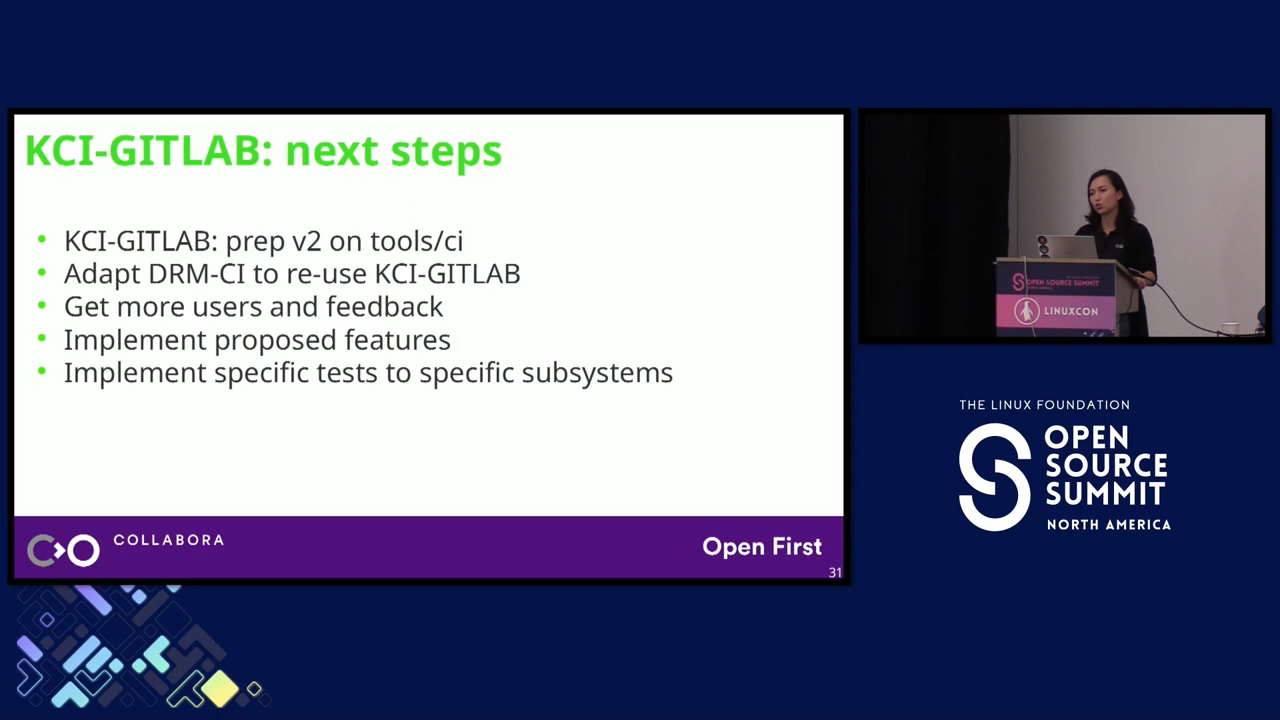 KCI-GITLAB: next steps
KCI-GITLAB: prep v2 on tools/ci
Adapt DRM-CI to re-use KCI-GITLAB
Get more users and feedback
Implement proposed features
Implement specific tests to specific subsystems
COLLABORA
Open First
31
OPEN SOURCE SUMMIT
LINUXCON
THE LINUX FOUNDATION
OPEN
SOURCE
SUMMIT
NORTH AMERICA